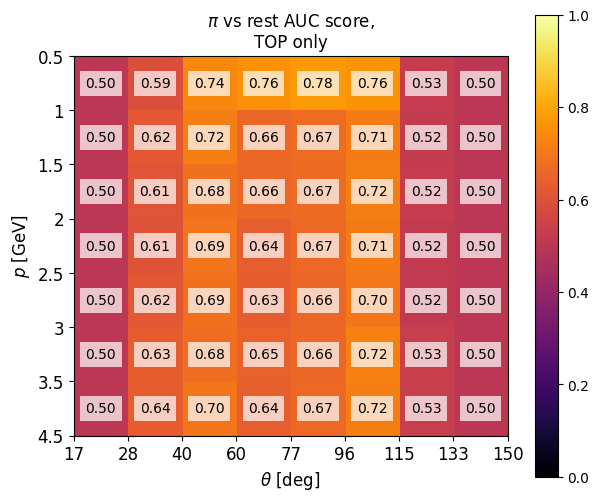 π vs rest AUC score,
TOP only
1.0
0.5
0.50 0.59 0.74 0.76 0.78 0.76 0.53 0.50
1
0.8
0.50 0.62 0.72 0.66 0.67 0.71 0.52 0.50
1.5
0.50 0.61 0.68 0.66 0.67 0.72 0.52 0.50
0.6
2
p [GeV]
0.50 0.61 0.69 0.64 0.67 0.71 0.52 0.50
2.5
0.4
0.50 0.62 0.69 0.63 0.66 0.70 0.52 0.50
3
0.50 0.63 0.68 0.65 0.66 0.72 0.53 0.50
3.5
0.2
0.50 0.64 0.70 0.64 0.67 0.72 0.53 0.50
4.5
17 28 40 60 77 96 115 133 150
0.0
θ [deg]